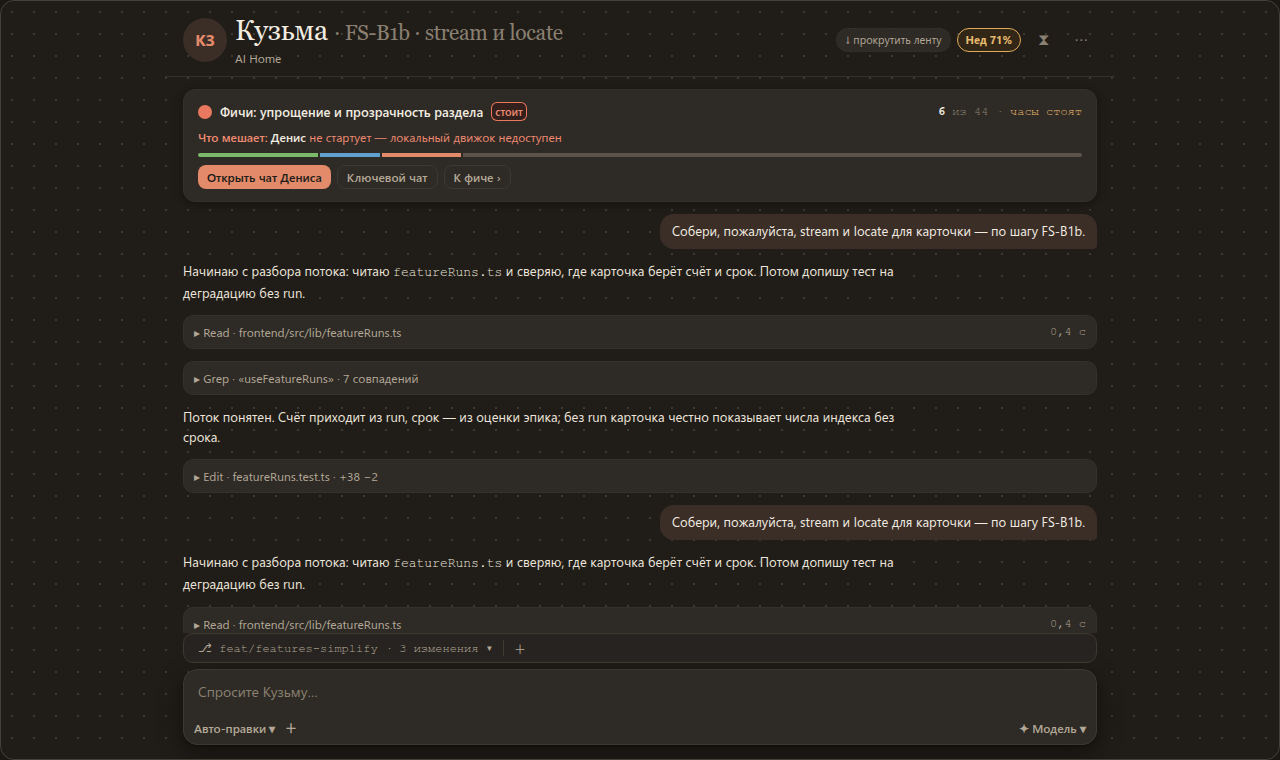 КЗ
Кузьма · FS-B1b · stream и locate
AI Home
↓ прокрутить ленту
Нед 71%
⧗
···
Фичи: упрощение и прозрачность раздела
стоит
6 из 44 · часы стоят
Что мешает: Денис не стартует — локальный движок недоступен
Открыть чат Дениса
Ключевой чат
К фиче ›
Собери, пожалуйста, stream и locate для карточки — по шагу FS-B1b.
Начинаю с разбора потока: читаю featureRuns.ts и сверяю, где карточка берёт счёт и срок. Потом допишу тест на
деградацию без run.
▸ Read · frontend/src/lib/featureRuns.ts
0,4 с
▸ Grep · «useFeatureRuns» · 7 совпадений
Поток понятен. Счёт приходит из run, срок — из оценки эпика; без run карточка честно показывает числа индекса без
срока.
▸ Edit · featureRuns.test.ts · +38 −2
Собери, пожалуйста, stream и locate для карточки — по шагу FS-B1b.
Начинаю с разбора потока: читаю featureRuns.ts и сверяю, где карточка берёт счёт и срок. Потом допишу тест на
деградацию без run.
▸ Read · frontend/src/lib/featureRuns.ts
0,4 с
⎇ feat/features-simplify · 3 изменения ▾
+
Спросите Кузьму...
Авто-правки ▾
+
✦ Модель ▾